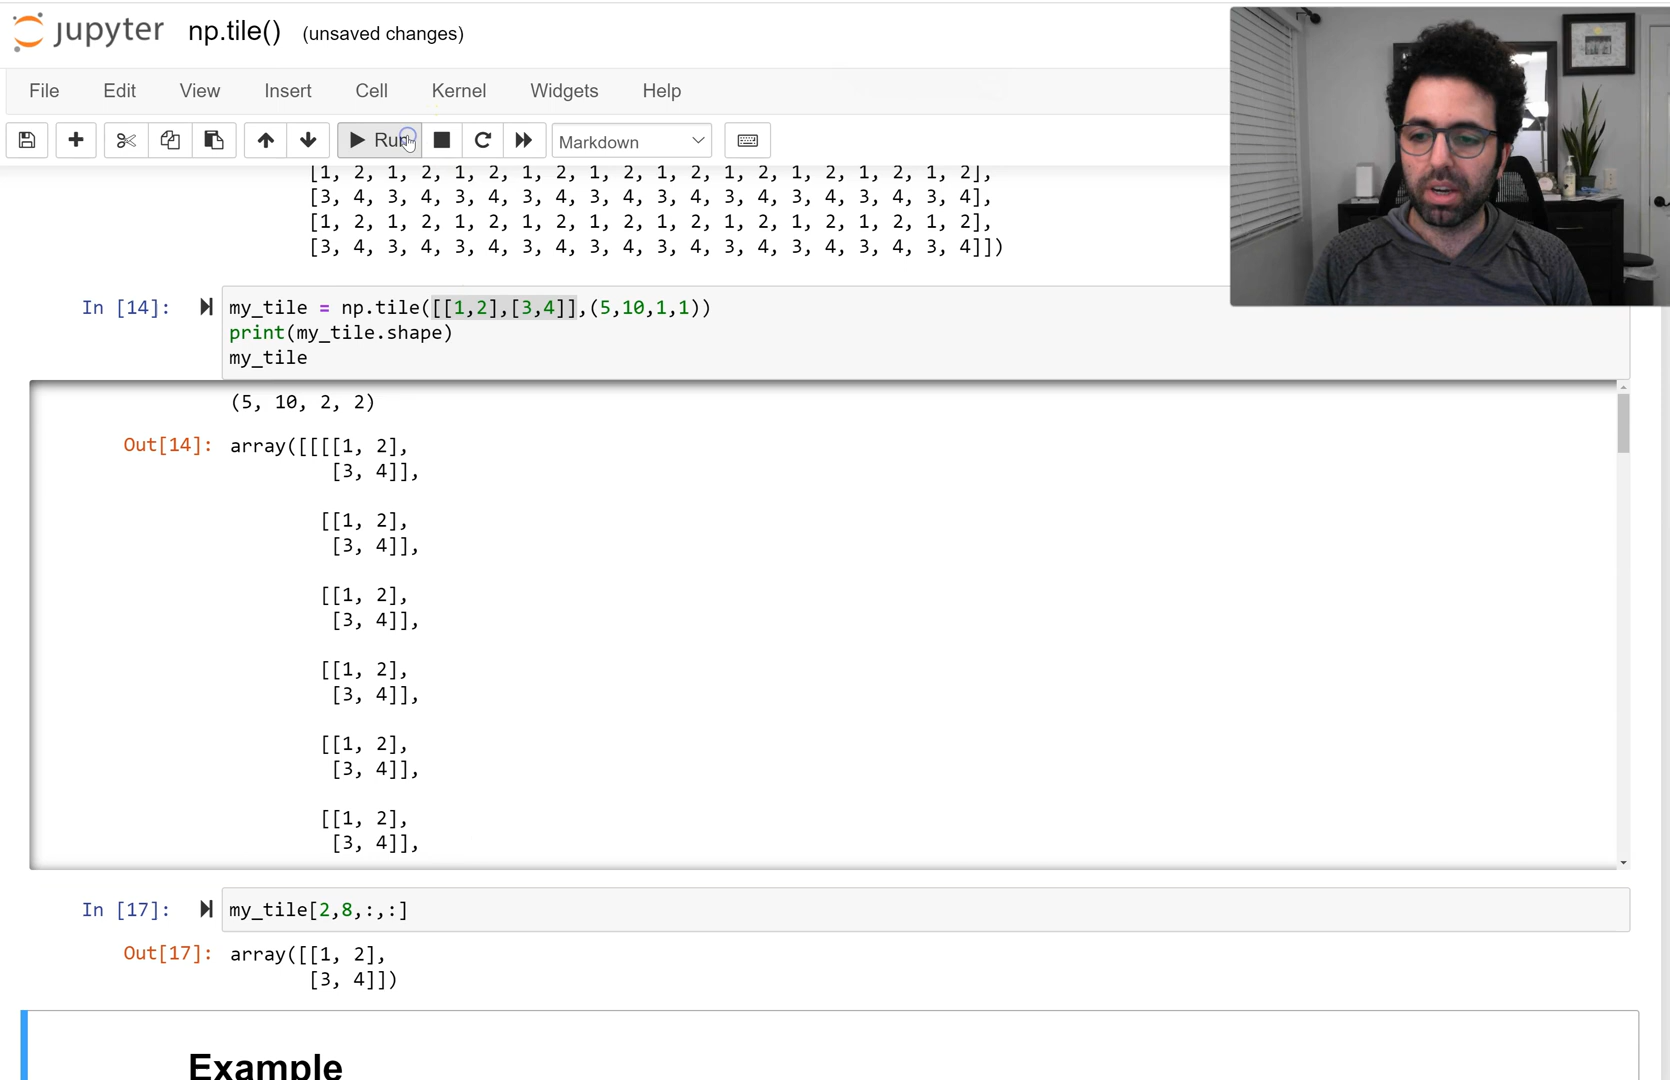 jupyter np.tile() (unsaved changes)
File Edit View Insert Cell Kernel Widgets Help
Run Markdown
[1, 2, 1, 2, 1, 2, 1, 2, 1, 2, 1, 2, 1, 2, 1, 2, 1, 2, 1, 2],
[3, 4, 3, 4, 3, 4, 3, 4, 3, 4, 3, 4, 3, 4, 3, 4, 3, 4, 3, 4],
[1, 2, 1, 2, 1, 2, 1, 2, 1, 2, 1, 2, 1, 2, 1, 2, 1, 2, 1, 2],
[3, 4, 3, 4, 3, 4, 3, 4, 3, 4, 3, 4, 3, 4, 3, 4, 3, 4, 3, 4]])
In [14]: my_tile = np.tile([[1,2],[3,4]],(5,10,1,1))
print(my_tile.shape)
my_tile
(5, 10, 2, 2)
Out[14]: array([[[[1, 2],
[3, 4]],
[[1, 2],
[3, 4]],
[[1, 2],
[3, 4]],
[[1, 2],
[3, 4]],
[[1, 2],
[3, 4]],
[[1, 2],
[3, 4]],
In [17]: my_tile[2,8,:,:]
Out[17]: array([[1, 2],
[3, 4]])
Example